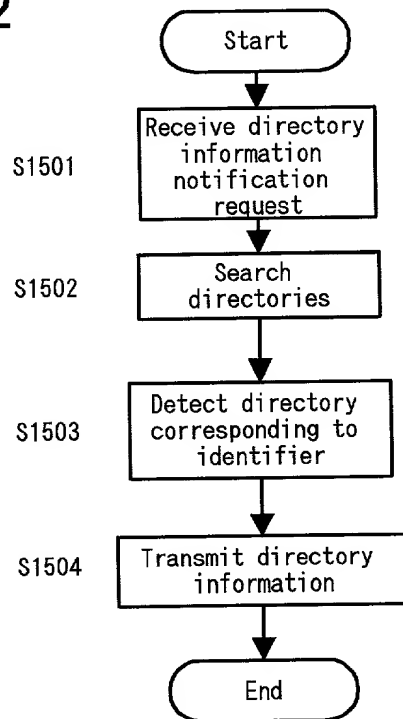 2
Start
S1501
Receive directory
information
notification
request
S1502
Search
directories
S1503
Detect directory
corresponding to
identifier
S1504
Transmit directory
information
End